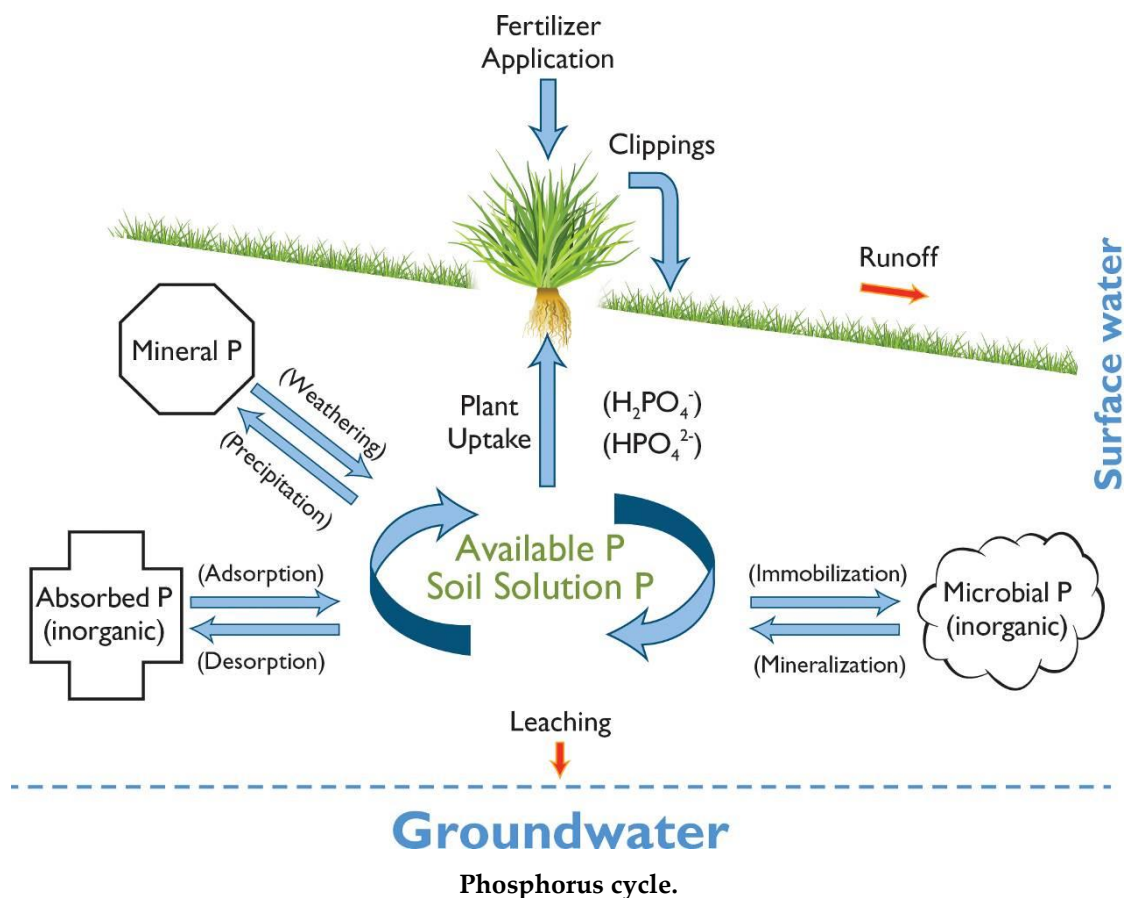 Fertilizer
Application
Clippings
Runoff
Surface water
Mineral P
(Weathering)
(Precipitation)
Plant
Uptake
(H₂PO₄⁻)
(HPO₄²⁻)
Available P
Soil Solution P
Absorbed P
(inorganic)
(Adsorption)
(Desorption)
(Immobilization)
(Mineralization)
Microbial P
(inorganic)
Leaching
Groundwater
Phosphorus cycle.